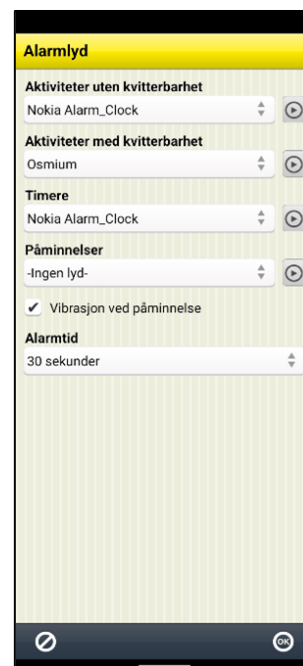 Alarmlyd
Aktiviteter uten kvitterbarhet
Nokia Alarm_Clock
Aktiviteter med kvitterbarhet
Osmium
Timere
Nokia Alarm_Clock
Påminnelser
-Ingen lyd-
Vibrasjon ved påminnelse
Alarmtid
30 sekunder
OK